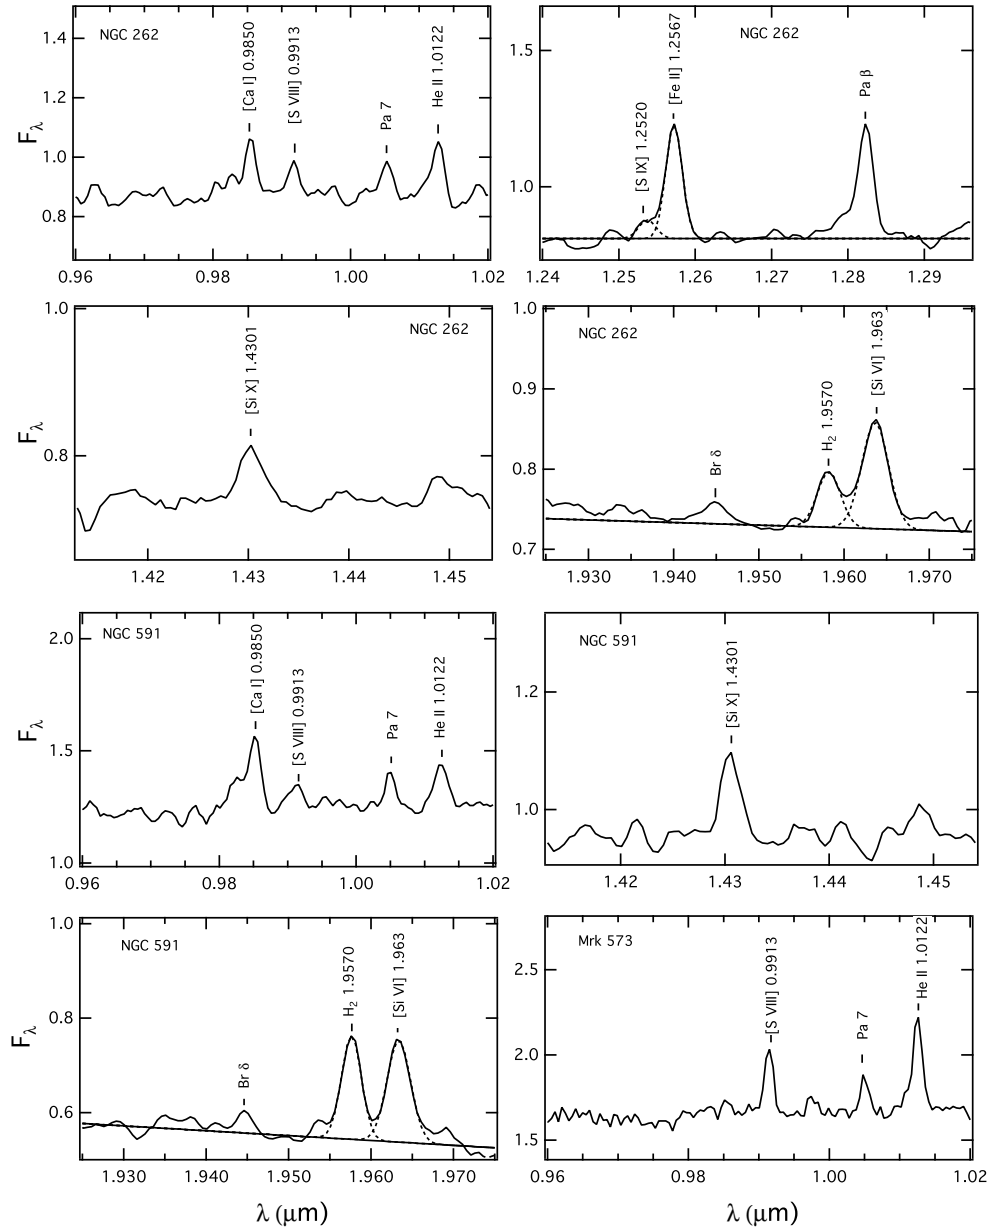 NGC 262
[Ca I] 0.9850
[S VIII] 0.9913
Pa 7
He II 1.0122
1.4
1.2
1.0
0.8
Fλ
0.96
0.98
1.00
1.02
NGC 262
[S IX] 1.2520
[Fe II] 1.2567
Pa β
1.5
1.0
1.24
1.25
1.26
1.27
1.28
1.29
NGC 262
[Si X] 1.4301
1.0
0.8
Fλ
1.42
1.43
1.44
1.45
NGC 262
Br δ
H2 1.9570
[Si VI] 1.963
1.0
0.9
0.8
0.7
1.930
1.940
1.950
1.960
1.970
NGC 591
[Ca I] 0.9850
[S VIII] 0.9913
Pa 7
He II 1.0122
2.0
1.5
1.0
Fλ
0.96
0.98
1.00
1.02
NGC 591
[Si X] 1.4301
1.2
1.0
1.42
1.43
1.44
1.45
NGC 591
Br δ
H2 1.9570
[Si VI] 1.963
1.0
0.8
0.6
Fλ
1.930
1.940
1.950
1.960
1.970
λ (μm)
Mrk 573
[S VIII] 0.9913
Pa 7
He II 1.0122
2.5
2.0
1.5
0.96
0.98
1.00
1.02
λ (μm)